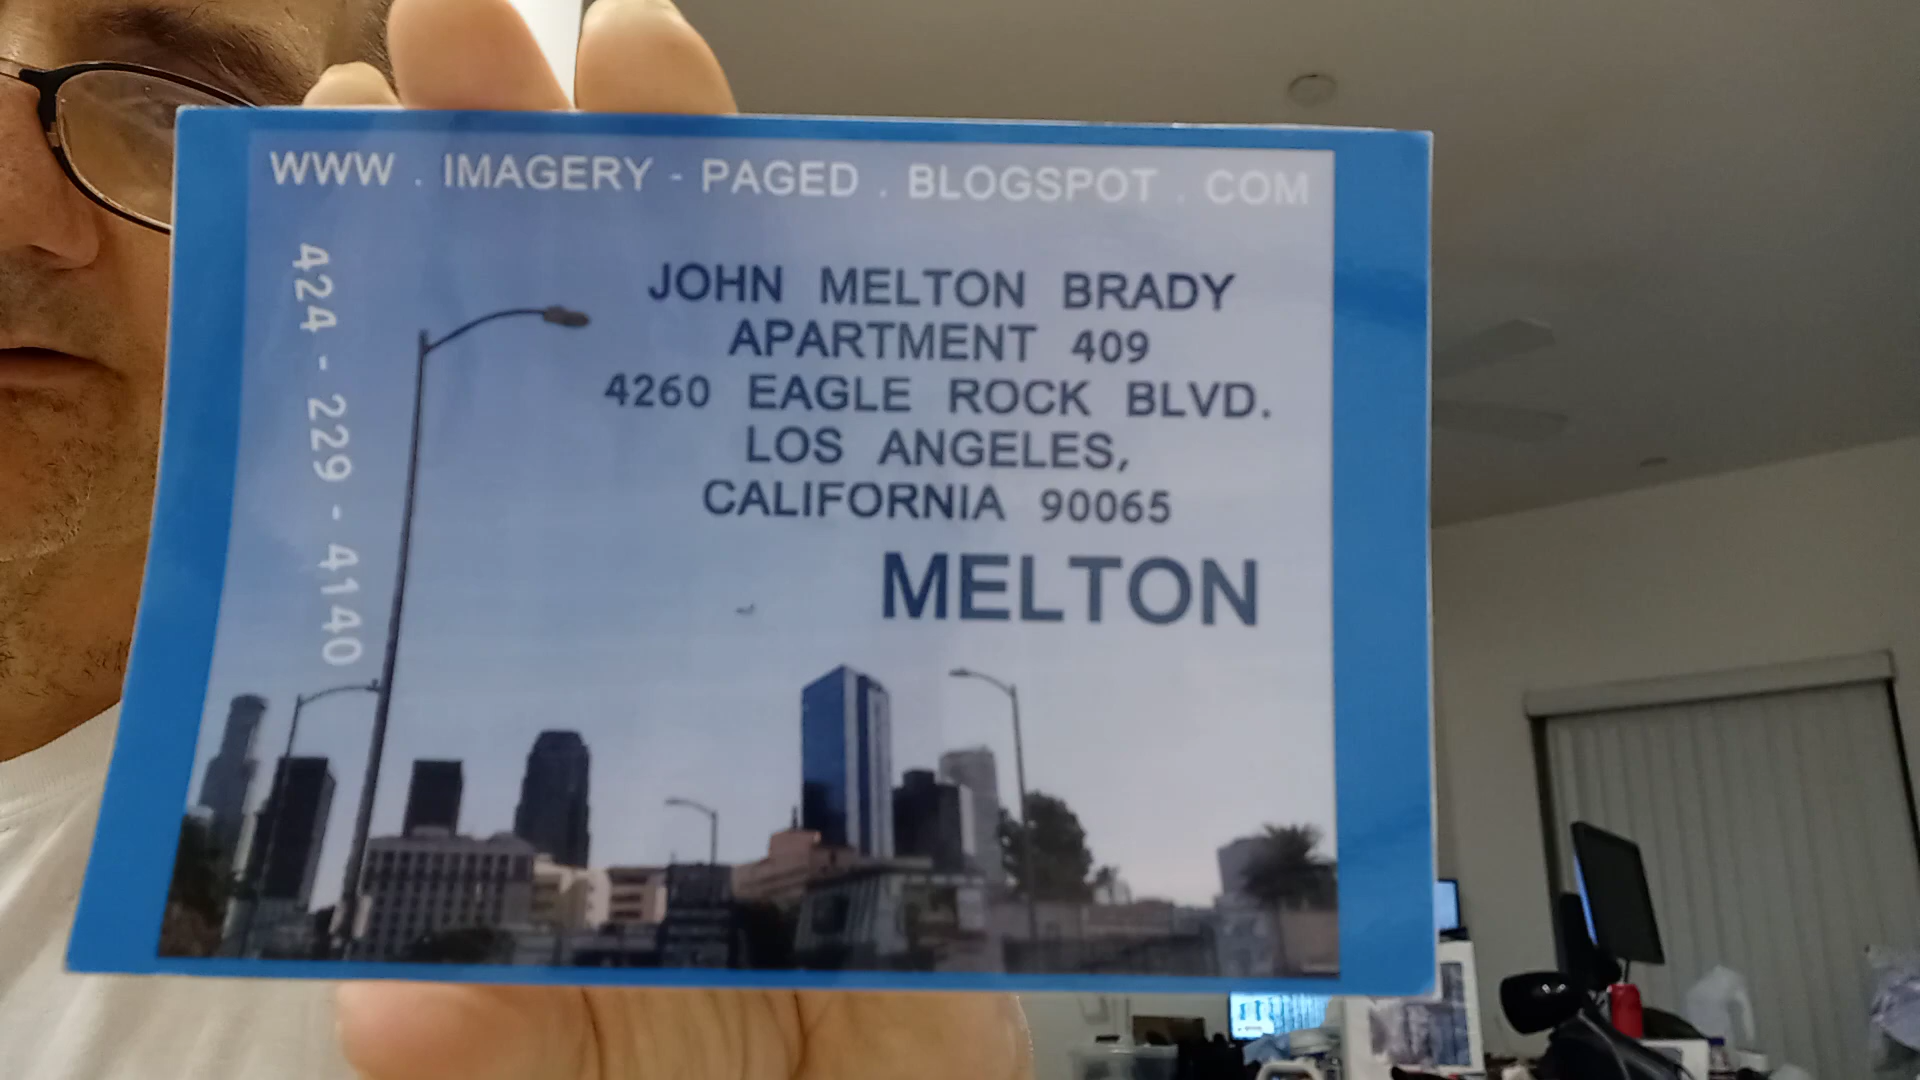 WWW . IMAGERY - PAGED . BLOGSPOT . COM
424 - 229 - 4140
JOHN MELTON BRADY
APARTMENT 409
4260 EAGLE ROCK BLVD.
LOS ANGELES,
CALIFORNIA 90065
MELTON